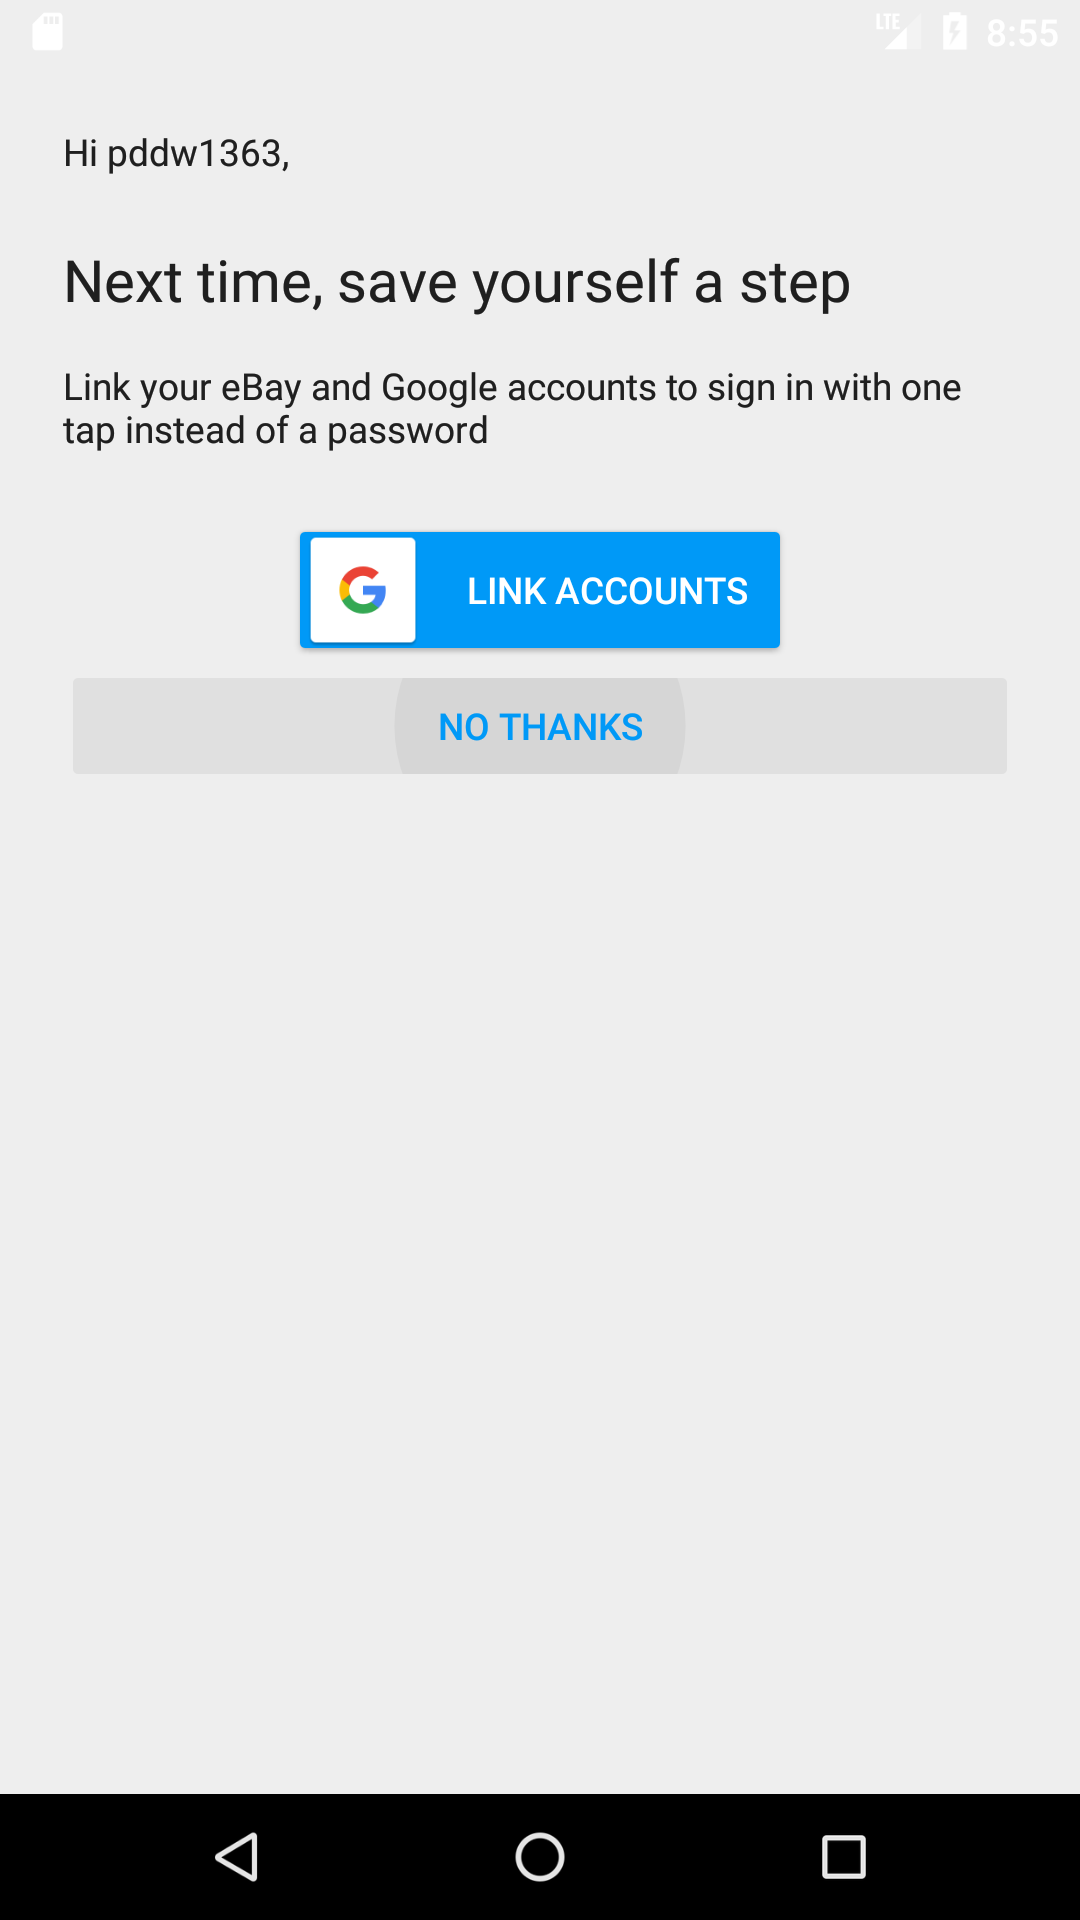 LTE 8:55
Hi pddw1363,
Next time, save yourself a step
Link your eBay and Google accounts to sign in with one
tap instead of a password
LINK ACCOUNTS
NO THANKS